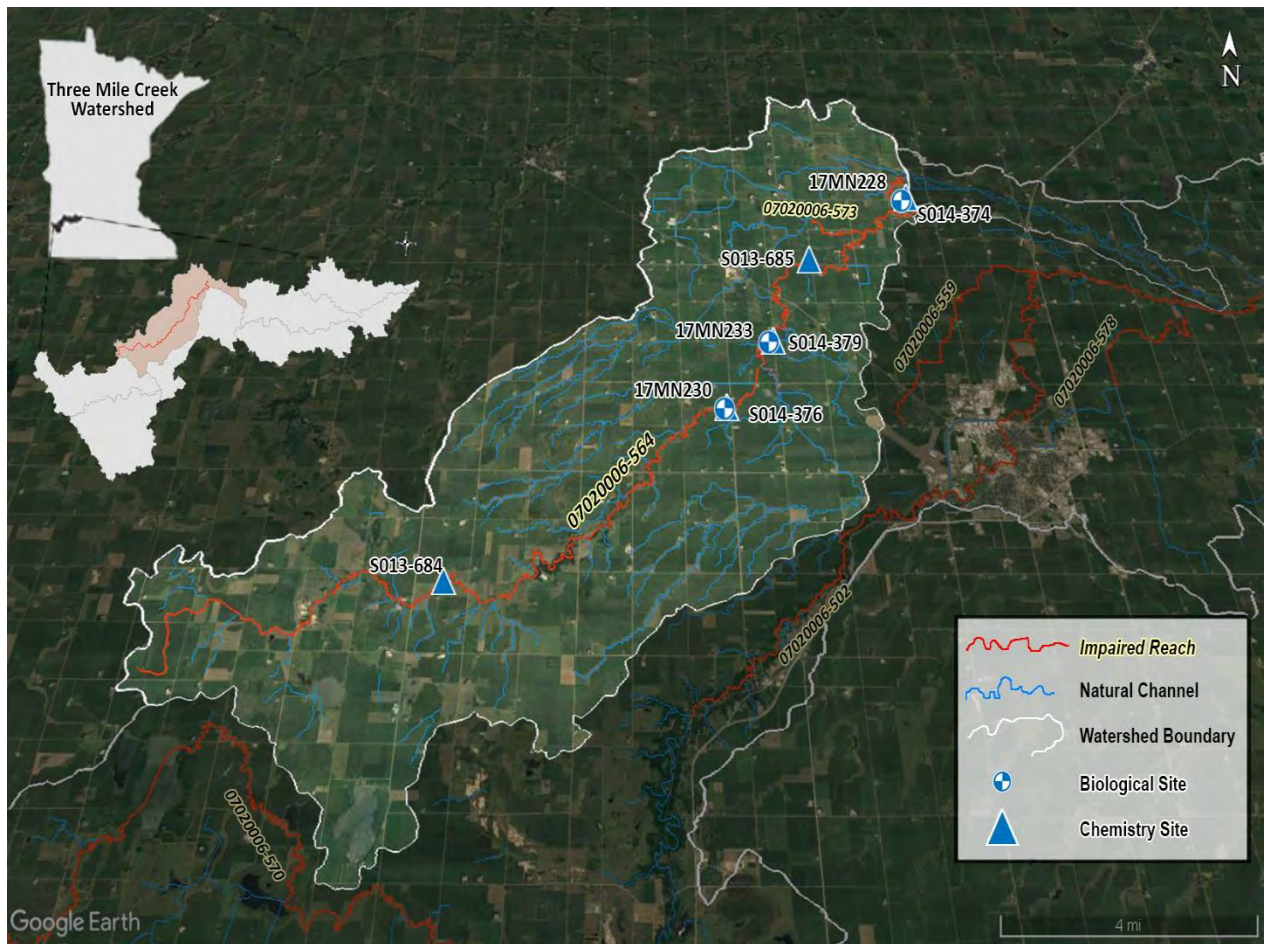 Three Mile Creek
Watershed
N
17MN228
07020006-573
S014-374
S013-685
17MN233
S014-379
07020006-559
07020006-578
17MN230
S014-376
07020006-564
S013-684
07020006-502
07020006-570
Impaired Reach
Natural Channel
Watershed Boundary
Biological Site
Chemistry Site
Google Earth
4 mi